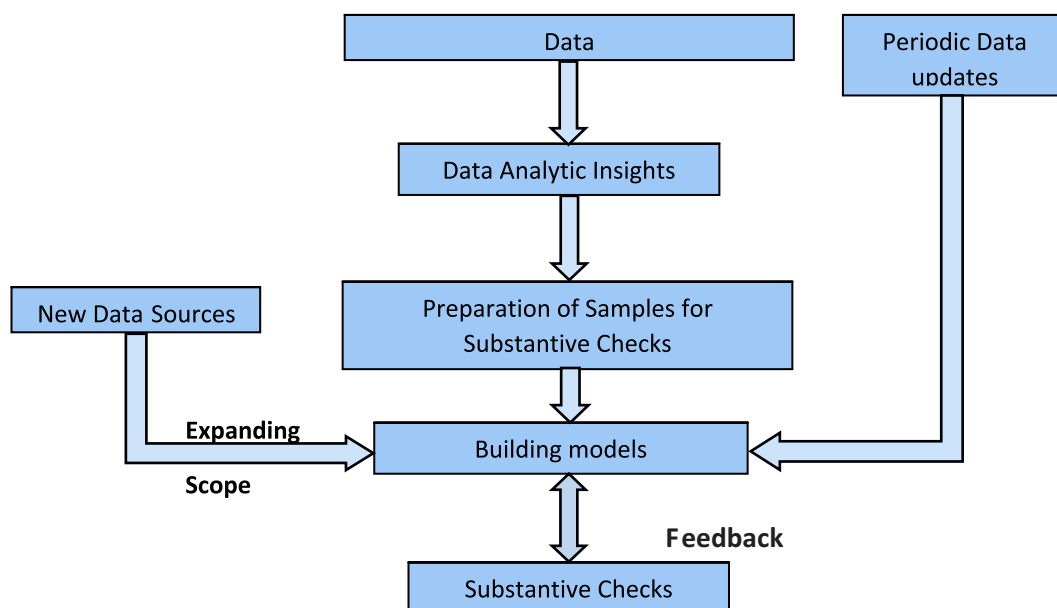 Data
Periodic Data
updates
Data Analytic Insights
New Data Sources
Preparation of Samples for
Substantive Checks
Expanding
Scope
Building models
Feedback
Substantive Checks